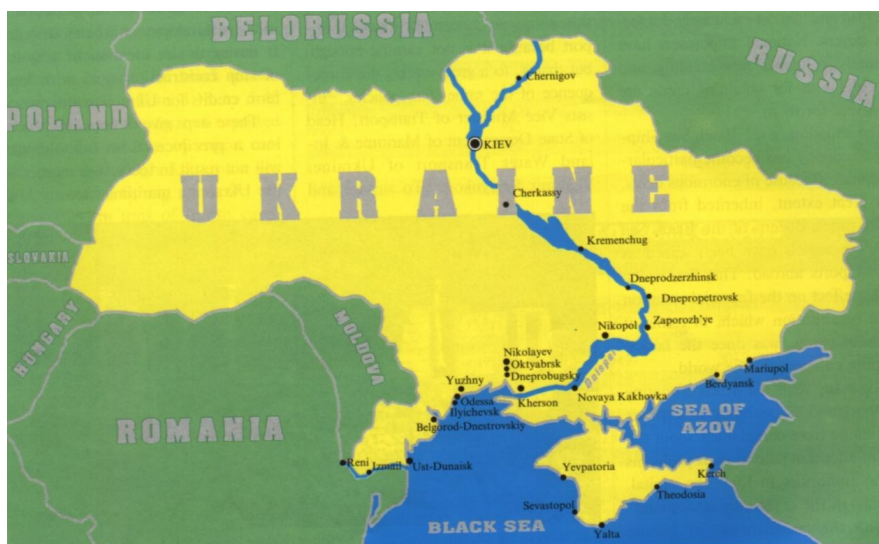 BELORUSSIA
RUSSIA
Chernigov
POLAND
KIEV
UKRAINE
Cherkassy
Kremenchug
SLOVAKIA
Dneprodzerzhinsk
Dnepropetrovsk
HUNGARY
MOLDOVA
Zaporozh'ye
Nikopol
Nikolayev
Oktyabrsk
Dneprobugsky
Dnieper
Mariupol
Berdyansk
Yuzhny
Odessa
Ilyichevsk
Kherson
Novaya Kakhovka
SEA OF
AZOV
Belgorod-Dnestrovskiy
ROMANIA
Reni
Izmail
Ust-Dunaisk
Yevpatoria
Kerch
Theodosia
Sevastopol
Yalta
BLACK SEA